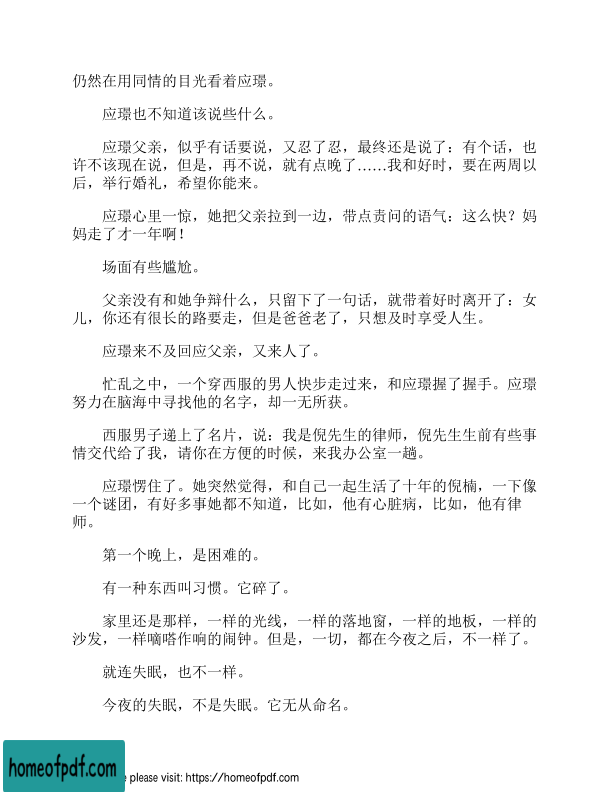 仍然在用同情的目光看着应璟。
应璟也不知道该说些什么。
应璟父亲，似乎有话要说，又忍了忍，最终还是说了：有个话，也
许不该现在说，但是，再不说，就有点晚了……我和好时，要在两周以
后，举行婚礼，希望你能来。
应璟心里一惊，她把父亲拉到一边，带点责问的语气：这么快？妈
妈走了才一年啊！
场面有些尴尬。
父亲没有和她争辩什么，只留下了一句话，就带着好时离开了：女
儿，你还有很长的路要走，但是爸爸老了，只想及时享受人生。
应璟来不及回应父亲，又来人了。
忙乱之中，一个穿西服的男人快步走过来，和应璟握了握手。应璟
努力在脑海中寻找他的名字，却一无所获。
西服男子递上了名片，说：我是倪先生的律师，倪先生生前有些事
情交代给了我，请你在方便的时候，来我办公室一趟。
应璟愣住了。她突然觉得，和自己一起生活了十年的倪楠，一下像
一个谜团，有好多事她都不知道，比如，他有心脏病，比如，他有律
师。
第一个晚上，是困难的。
有一种东西叫习惯。它碎了。
家里还是那样，一样的光线，一样的落地窗，一样的地板，一样的
沙发，一样嘀嗒作响的闹钟。但是，一切，都在今夜之后，不一样了。
就连失眠，也不一样。
今夜的失眠，不是失眠。它无从命名。
homeofpdf.com
e please visit: https://homeofpdf.com